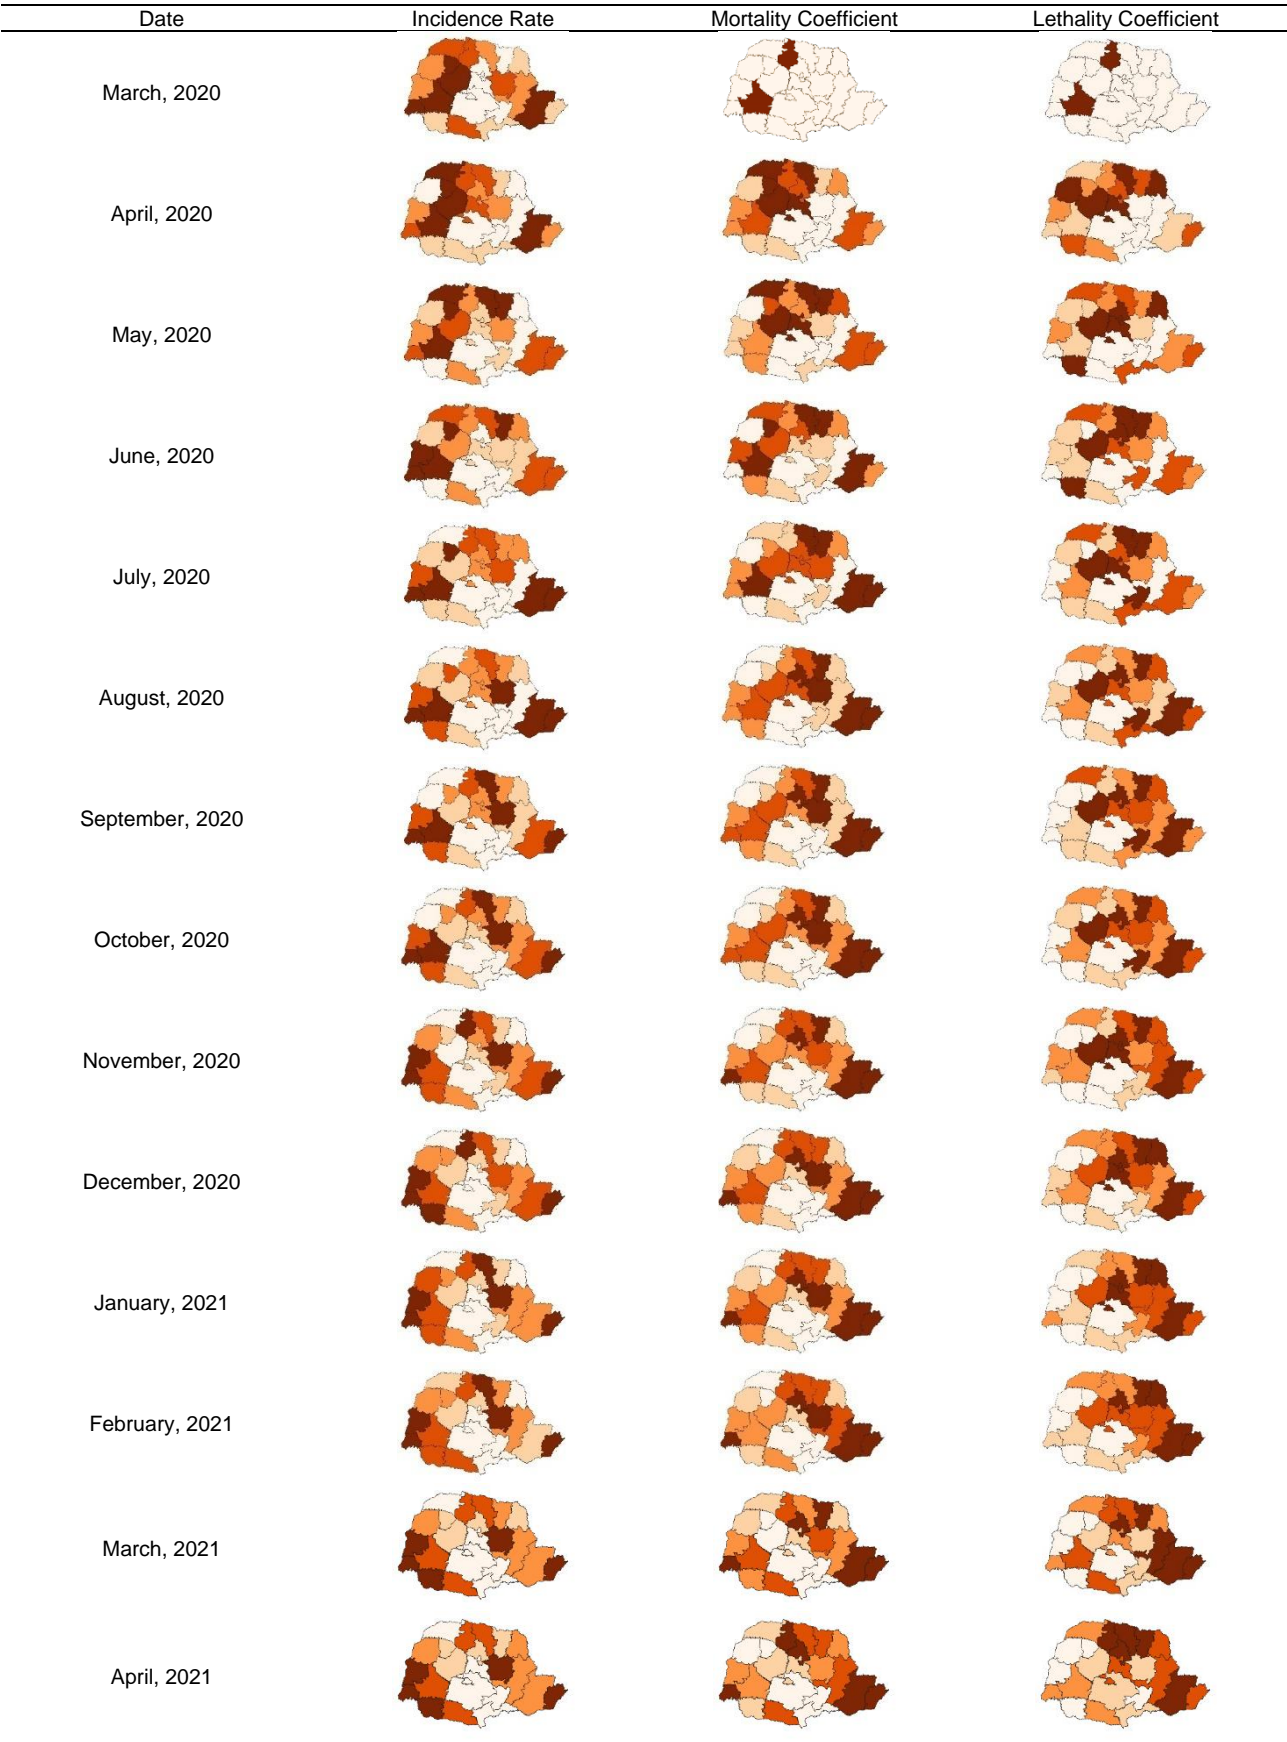 Date Incidence Rate Mortality Coefficient Lethality Coefficient
March, 2020
April, 2020
May, 2020
June, 2020
July, 2020
August, 2020
September, 2020
October, 2020
November, 2020
December, 2020
January, 2021
February, 2021
March, 2021
April, 2021